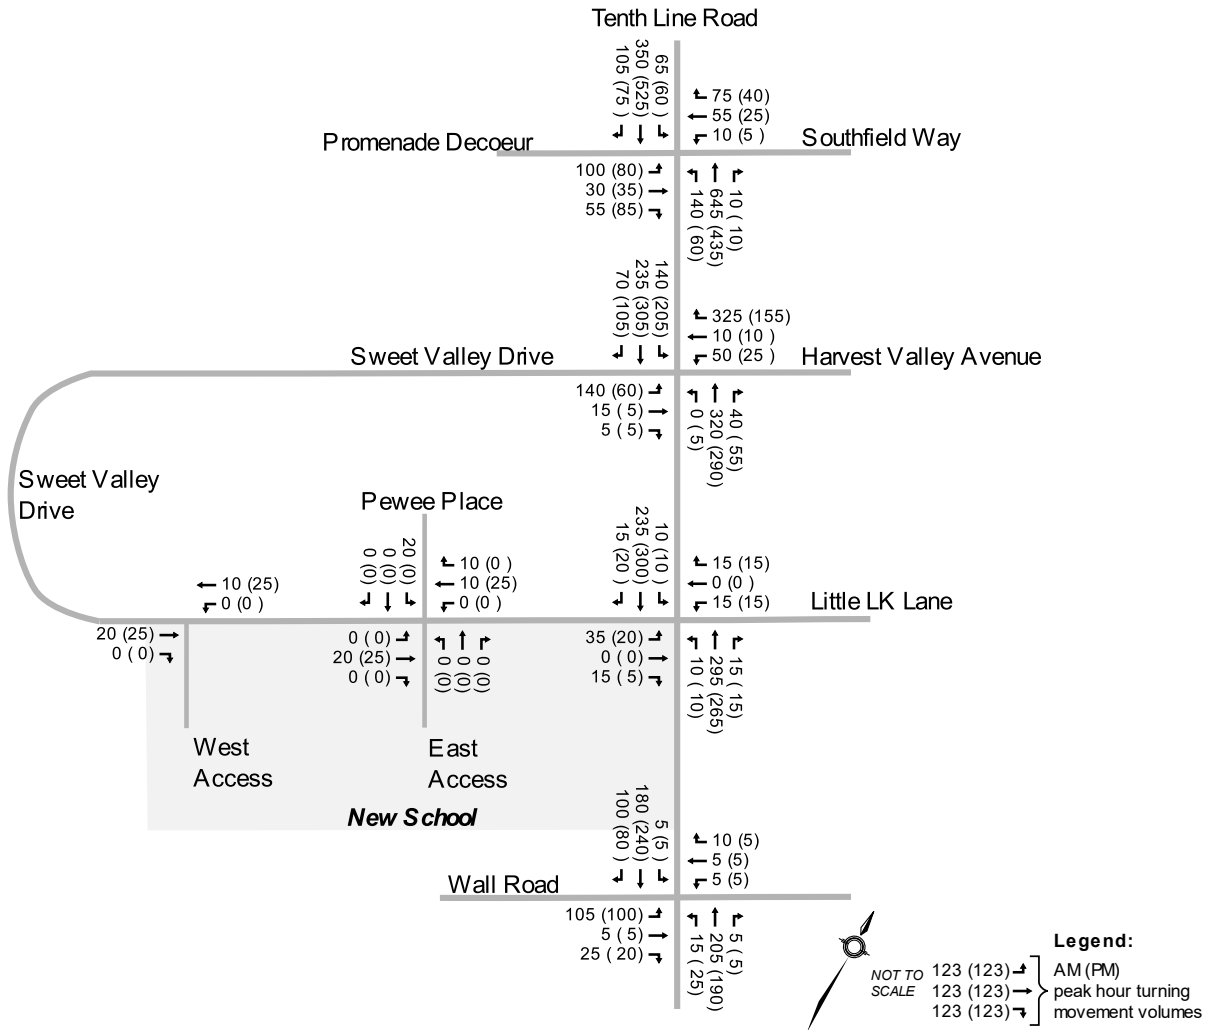 Tenth Line Road
105 (75 )
350 (525)
65 (60 )
75 (40)
55 (25)
10 (5 )
Promenade Decoeur
Southfield Way
100 (80)
30 (35)
55 (85)
140 ( 60)
645 (435)
10 ( 10)
70 (105)
235 (305)
140 (205)
325 (155)
10 (10 )
50 (25 )
Sweet Valley Drive
Harvest Valley Avenue
140 (60)
15 ( 5)
5 ( 5)
0 ( 5)
320 (290)
40 ( 55)
Sweet Valley
Drive
Pewee Place
0 (0)
0 (0)
20 (0)
10 (0 )
10 (25)
0 (0)
15 (20 )
235 (300)
10 (10 )
15 (15)
0 (0 )
15 (15)
10 (25)
0 (0 )
Little LK Lane
20 (25)
0 ( 0)
0 ( 0)
20 (25)
0 ( 0)
0 (0)
0 (0)
0 (0)
35 (20)
0 ( 0)
15 ( 5)
10 ( 10)
295 (265)
15 ( 15)
West
Access
East
Access
New School
100 (80 )
180 (240)
5 (5 )
10 (5)
5 (5)
5 (5)
Wall Road
105 (100)
5 ( 5)
25 ( 20)
15 ( 25)
205 (190)
5 ( 5)
Legend:
NOT TO
SCALE
123 (123)
AM (PM)
123 (123)
peak hour turning
123 (123)
movement volumes